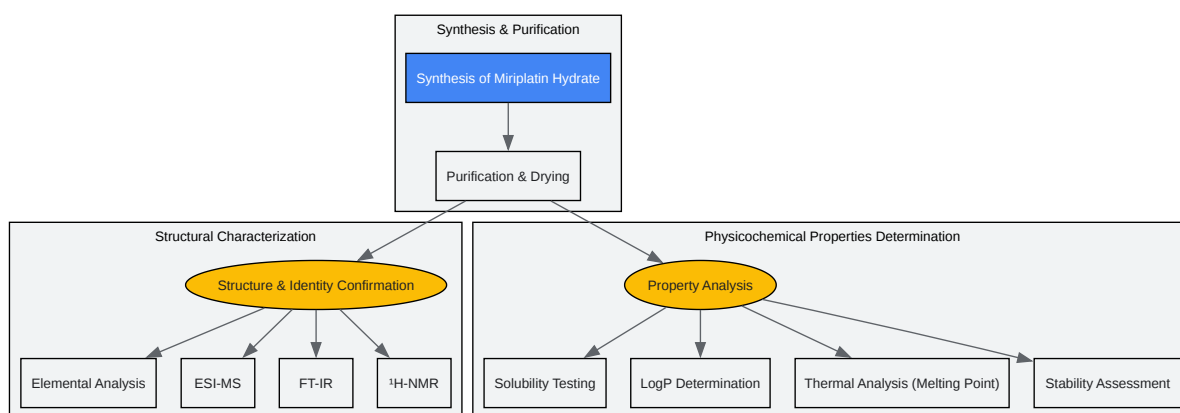 Synthesis & Purification
Synthesis of Miriplatin Hydrate
Purification & Drying
Structural Characterization
Structure & Identity Confirmation
Elemental Analysis
ESI-MS
FT-IR
¹H-NMR
Physicochemical Properties Determination
Property Analysis
Solubility Testing
LogP Determination
Thermal Analysis (Melting Point)
Stability Assessment